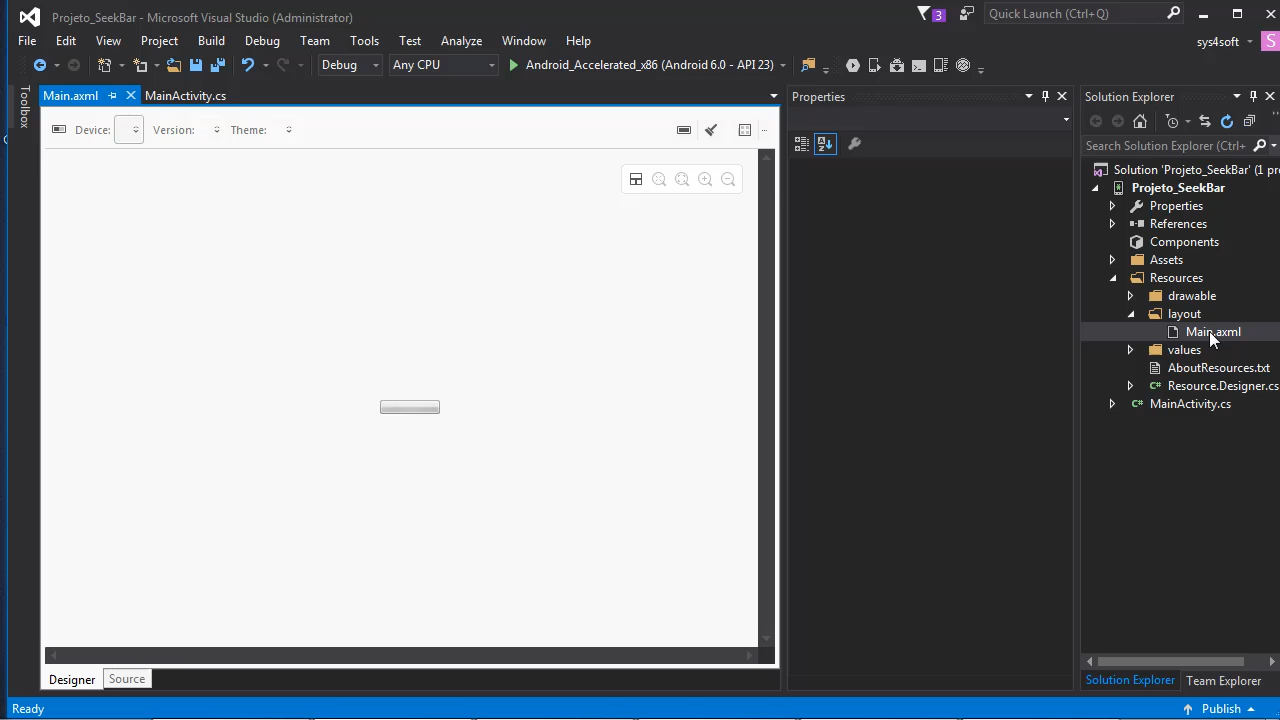 Projeto_SeekBar - Microsoft Visual Studio (Administrator)
3
Quick Launch (Ctrl+Q)
File Edit View Project Build Debug Team Tools Test Analyze Window Help
sys4soft
S
Debug
Any CPU
Android_Accelerated_x86 (Android 6.0 - API 23)
Toolbox
Main.axml
MainActivity.cs
Device:
Version:
Theme:
Designer
Source
Properties
Solution Explorer
Search Solution Explorer (Ctrl+
Solution 'Projeto_SeekBar' (1 pr
Projeto_SeekBar
Properties
References
Components
Assets
Resources
drawable
layout
Main.axml
values
AboutResources.txt
Resource.Designer.cs
MainActivity.cs
Solution Explorer
Team Explorer
Ready
Publish